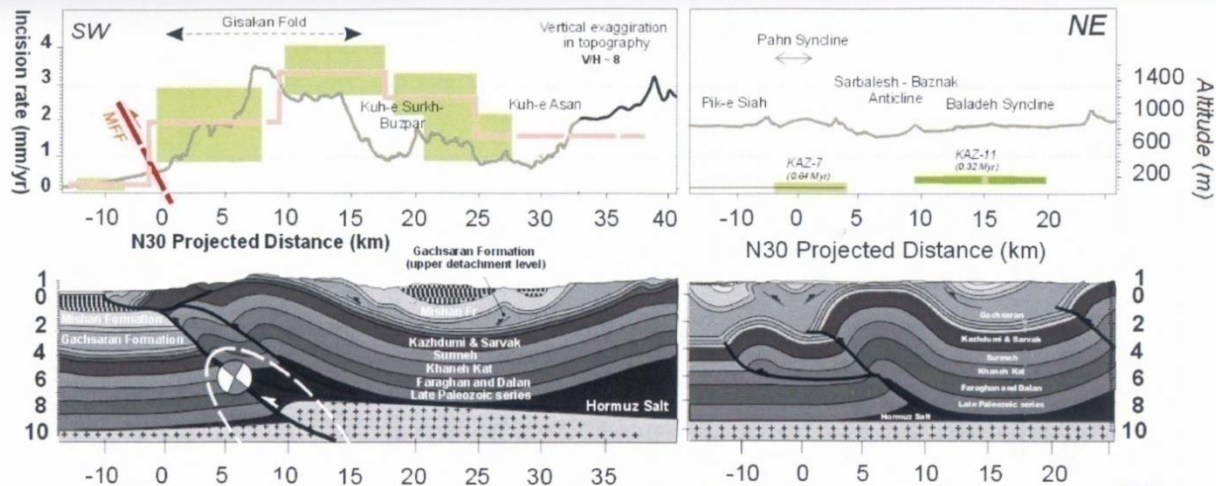 SW
Gisakan Fold
Vertical exaggiration
in topography
V/H ~ 8
Incision rate (mm/yr)
4
3
2
1
0
MFF
Kuh-e Surkh-
Buzpar
Kuh-e Asan
-10 0 5 10 15 20 25 30 35 40
N30 Projected Distance (km)
NE
Pahn Syncline
Sarbalesh - Baznak
Anticline
Pik-e Siah
Baladeh Syncline
KAZ-7
(0.64 Myr)
KAZ-11
(0.32 Myr)
1400
1000
600
200
Altitude (m)
-10 0 5 10 15 20
N30 Projected Distance (km)
Gachsaran Formation
(upper detachment level)
1
0
2
4
6
8
10
Mishan Formation
Gachsaran Formation
Mishan Fr
Kazhdumi & Sarvak
Surmeh
Khaneh Kat
Faraghan and Dalan
Late Paleozoic series
Hormuz Salt
-10 0 5 10 15 20 25 30 35
Gachsaran
Kazhdumi & Sarvak
Surmeh
Khaneh Kat
Faraghan and Dalan
Late Paleozoic series
Hormuz Salt
1
0
2
4
6
8
10
-10 0 5 10 15 20